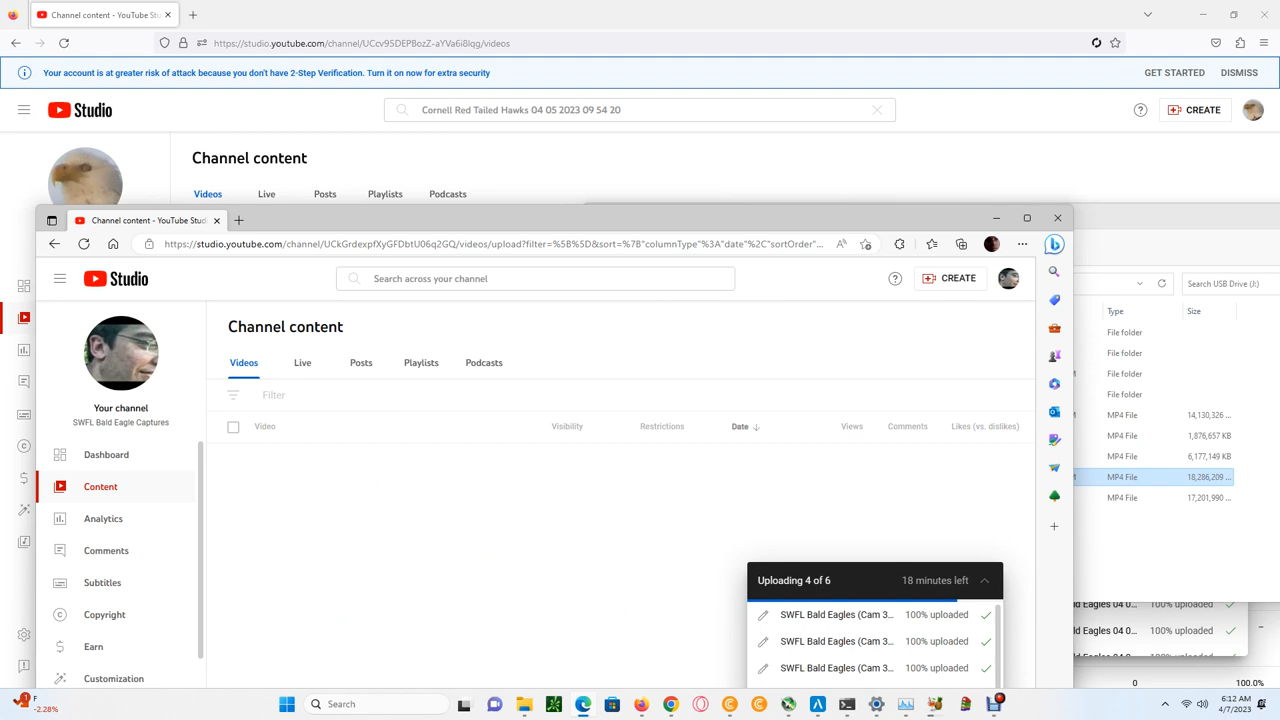 Channel content - YouTube Stu
https://studio.youtube.com/channel/UCcv95DEPBozZ-aYVa6i8lqg/videos
Your account is at greater risk of attack because you don't have 2-Step Verification. Turn it on now for extra security
GET STARTED
DISMISS
Studio
Cornell Red Tailed Hawks 04 05 2023 09 54 20
CREATE
Channel content
Videos
Live
Posts
Playlists
Podcasts
Channel content - YouTube Stud
https://studio.youtube.com/channel/UCkGrdexpfXyGFDbtU06q2GQ/videos/upload?filter=%5B%5D&sort=%7B"columnType"%3A"date"%2C"sortOrder"...
Studio
Search across your channel
CREATE
Search USB Drive (J:)
Type
Size
File folder
File folder
File folder
File folder
MP4 File
14,130,326 ...
MP4 File
1,876,657 KB
MP4 File
6,177,149 KB
MP4 File
18,286,209 ...
MP4 File
17,201,990 ...
Channel content
Videos
Live
Posts
Playlists
Podcasts
Filter
Video
Visibility
Restrictions
Date
Views
Comments
Likes (vs. dislikes)
Your channel
SWFL Bald Eagle Captures
Dashboard
Content
Analytics
Comments
Subtitles
Copyright
Earn
Customization
Uploading 4 of 6
18 minutes left
SWFL Bald Eagles (Cam 3...
100% uploaded
SWFL Bald Eagles (Cam 3...
100% uploaded
SWFL Bald Eagles (Cam 3...
100% uploaded
Bald Eagles 04 0...
100% uploaded
0
100.0%
1
F
-2.28%
Search
6:12 AM
4/7/2023